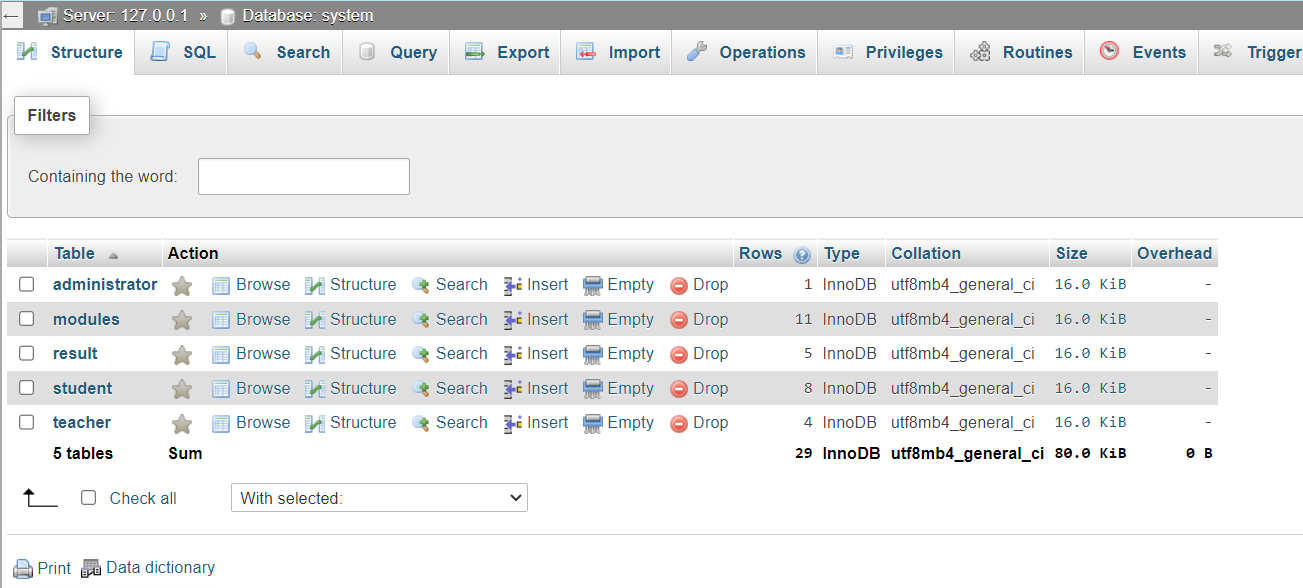 Server: 127.0.0.1 » Database: system
Structure SQL Search Query Export Import Operations Privileges Routines Events Trigger
Filters
Containing the word:
Table Action Rows Type Collation Size Overhead
administrator Browse Structure Search Insert Empty Drop 1 InnoDB utf8mb4_general_ci 16.0 KiB -
modules Browse Structure Search Insert Empty Drop 11 InnoDB utf8mb4_general_ci 16.0 KiB -
result Browse Structure Search Insert Empty Drop 5 InnoDB utf8mb4_general_ci 16.0 KiB -
student Browse Structure Search Insert Empty Drop 8 InnoDB utf8mb4_general_ci 16.0 KiB -
teacher Browse Structure Search Insert Empty Drop 4 InnoDB utf8mb4_general_ci 16.0 KiB -
5 tables Sum 29 InnoDB utf8mb4_general_ci 80.0 KiB 0 B
Check all With selected:
Print Data dictionary